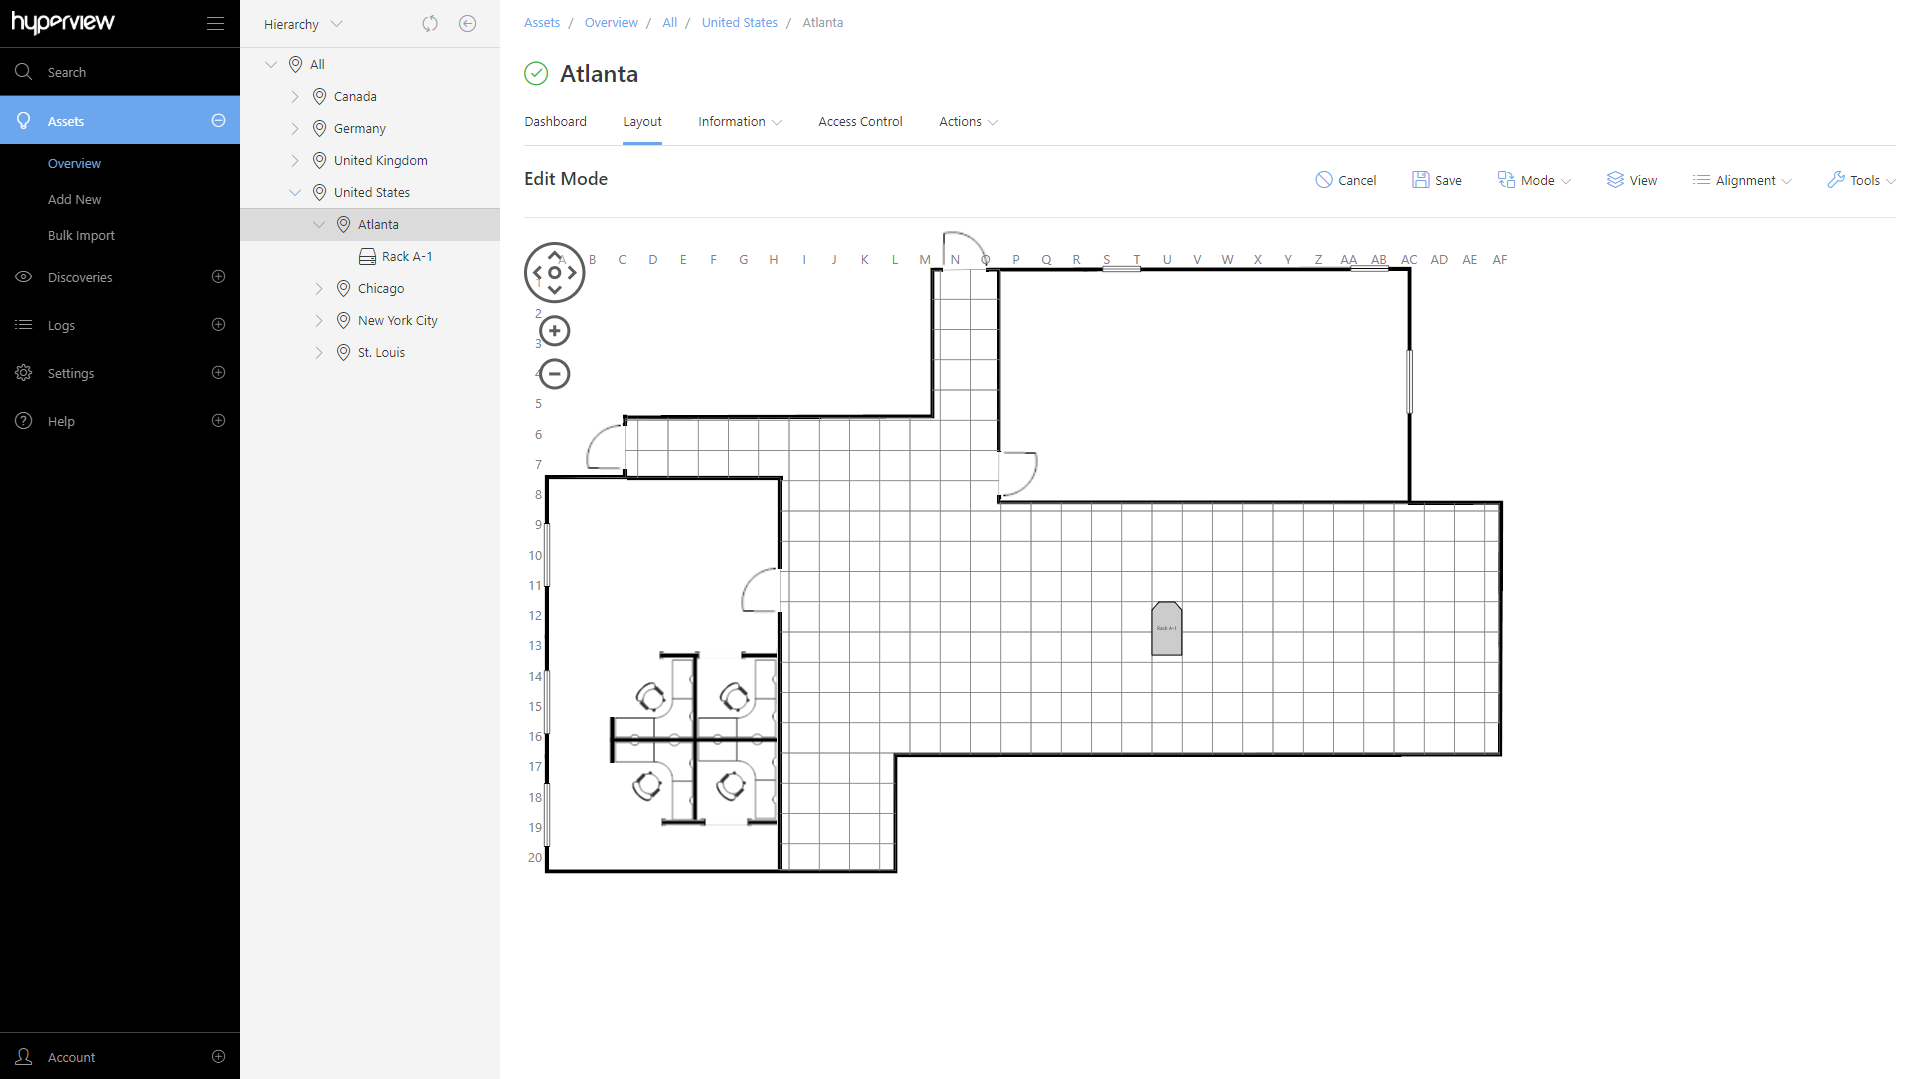 hyperview
Search
Assets
Overview
Add New
Bulk Import
Discoveries
Logs
Settings
Help
Account
Hierarchy
All
Canada
Germany
United Kingdom
United States
Atlanta
Rack A-1
Chicago
New York City
St. Louis
Assets / Overview / All / United States / Atlanta
Atlanta
Dashboard Layout Information Access Control Actions
Edit Mode
Cancel Save Mode View Alignment Tools
A B C D E F G H I J K L M N O P Q R S T U V W X Y Z AA AB AC AD AE AF
1
2
3
4
5
6
7
8
9
10
11
12
Rack A-1
13
14
15
16
17
18
19
20